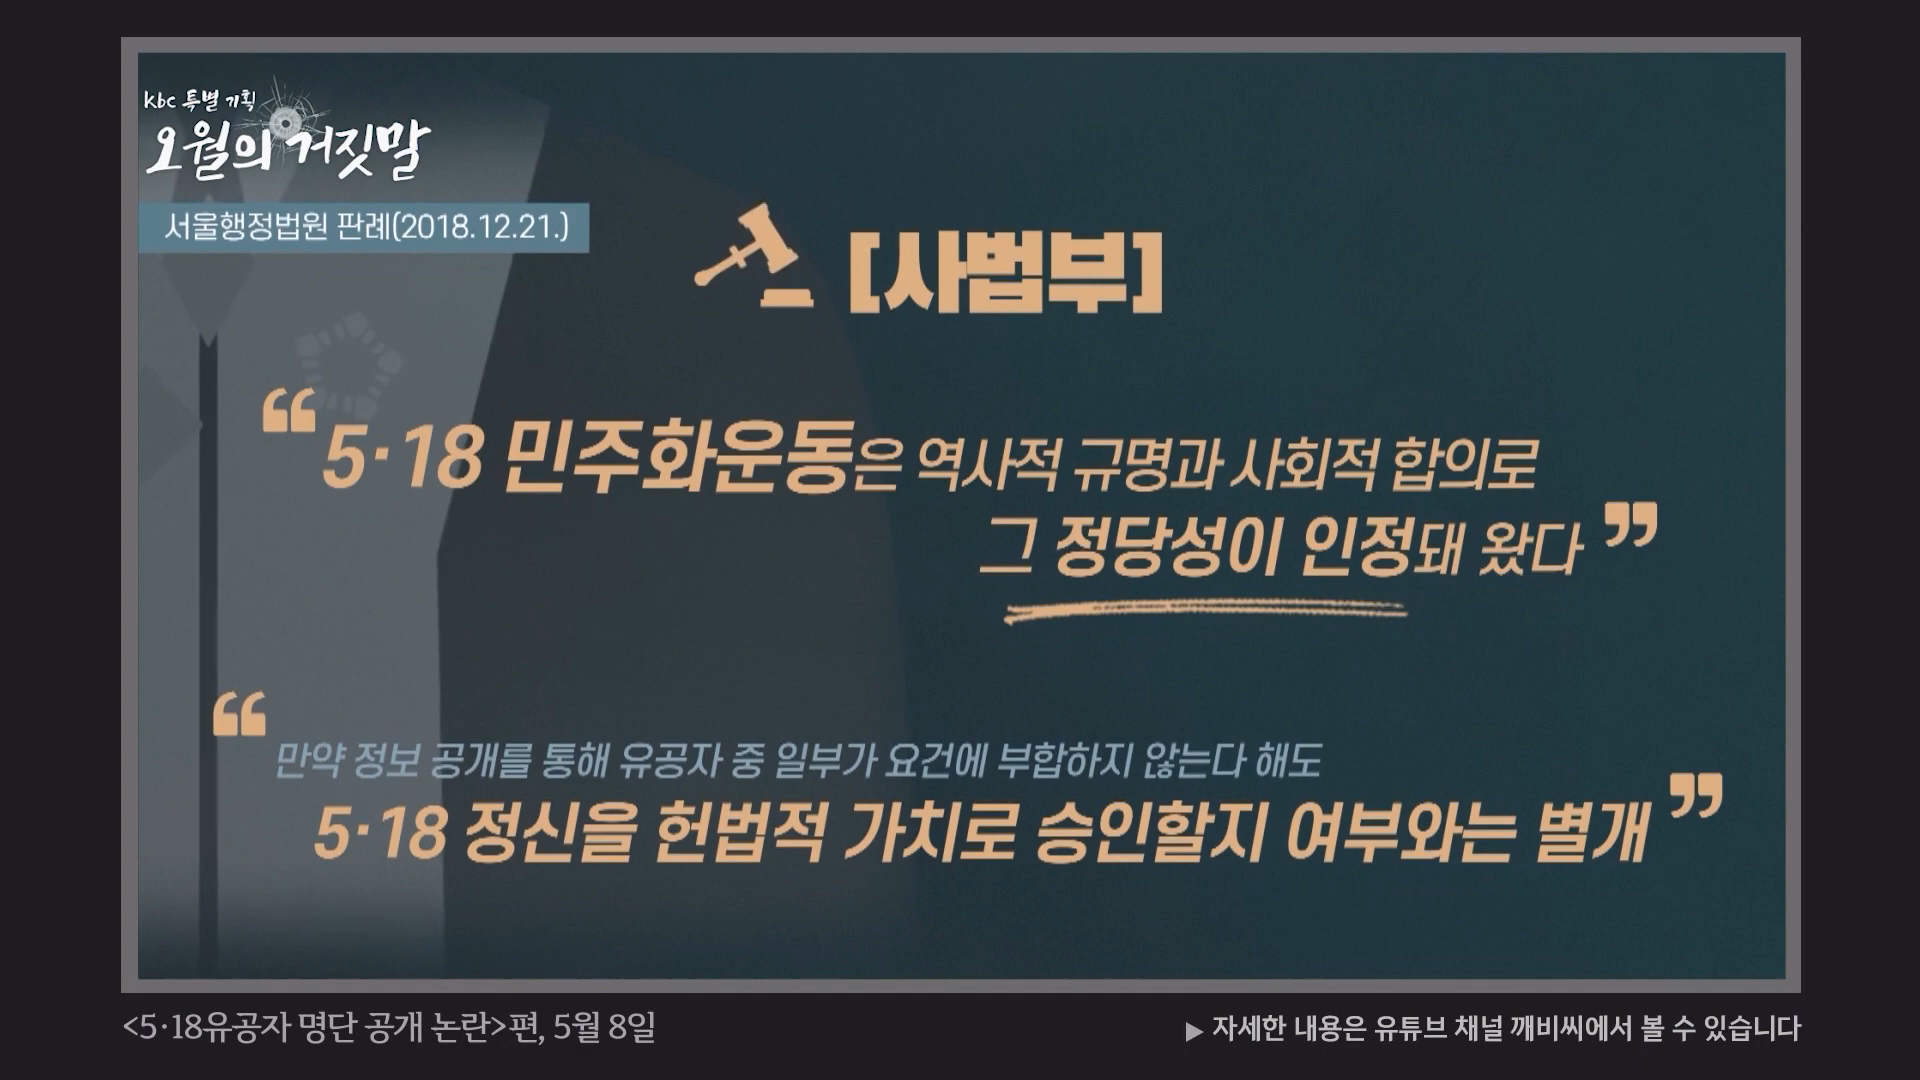 kbc 특별 기획
오월의 거짓말
서울행정법원 판례(2018.12.21.)
[사법부]
“5·18 민주화운동은 역사적 규명과 사회적 합의로
그 정당성이 인정돼 왔다”
“만약 정보 공개를 통해 유공자 중 일부가 요건에 부합하지 않는다 해도
5·18 정신을 헌법적 가치로 승인할지 여부와는 별개”
<5·18유공자 명단 공개 논란>편, 5월 8일
▶ 자세한 내용은 유튜브 채널 깨비씨에서 볼 수 있습니다